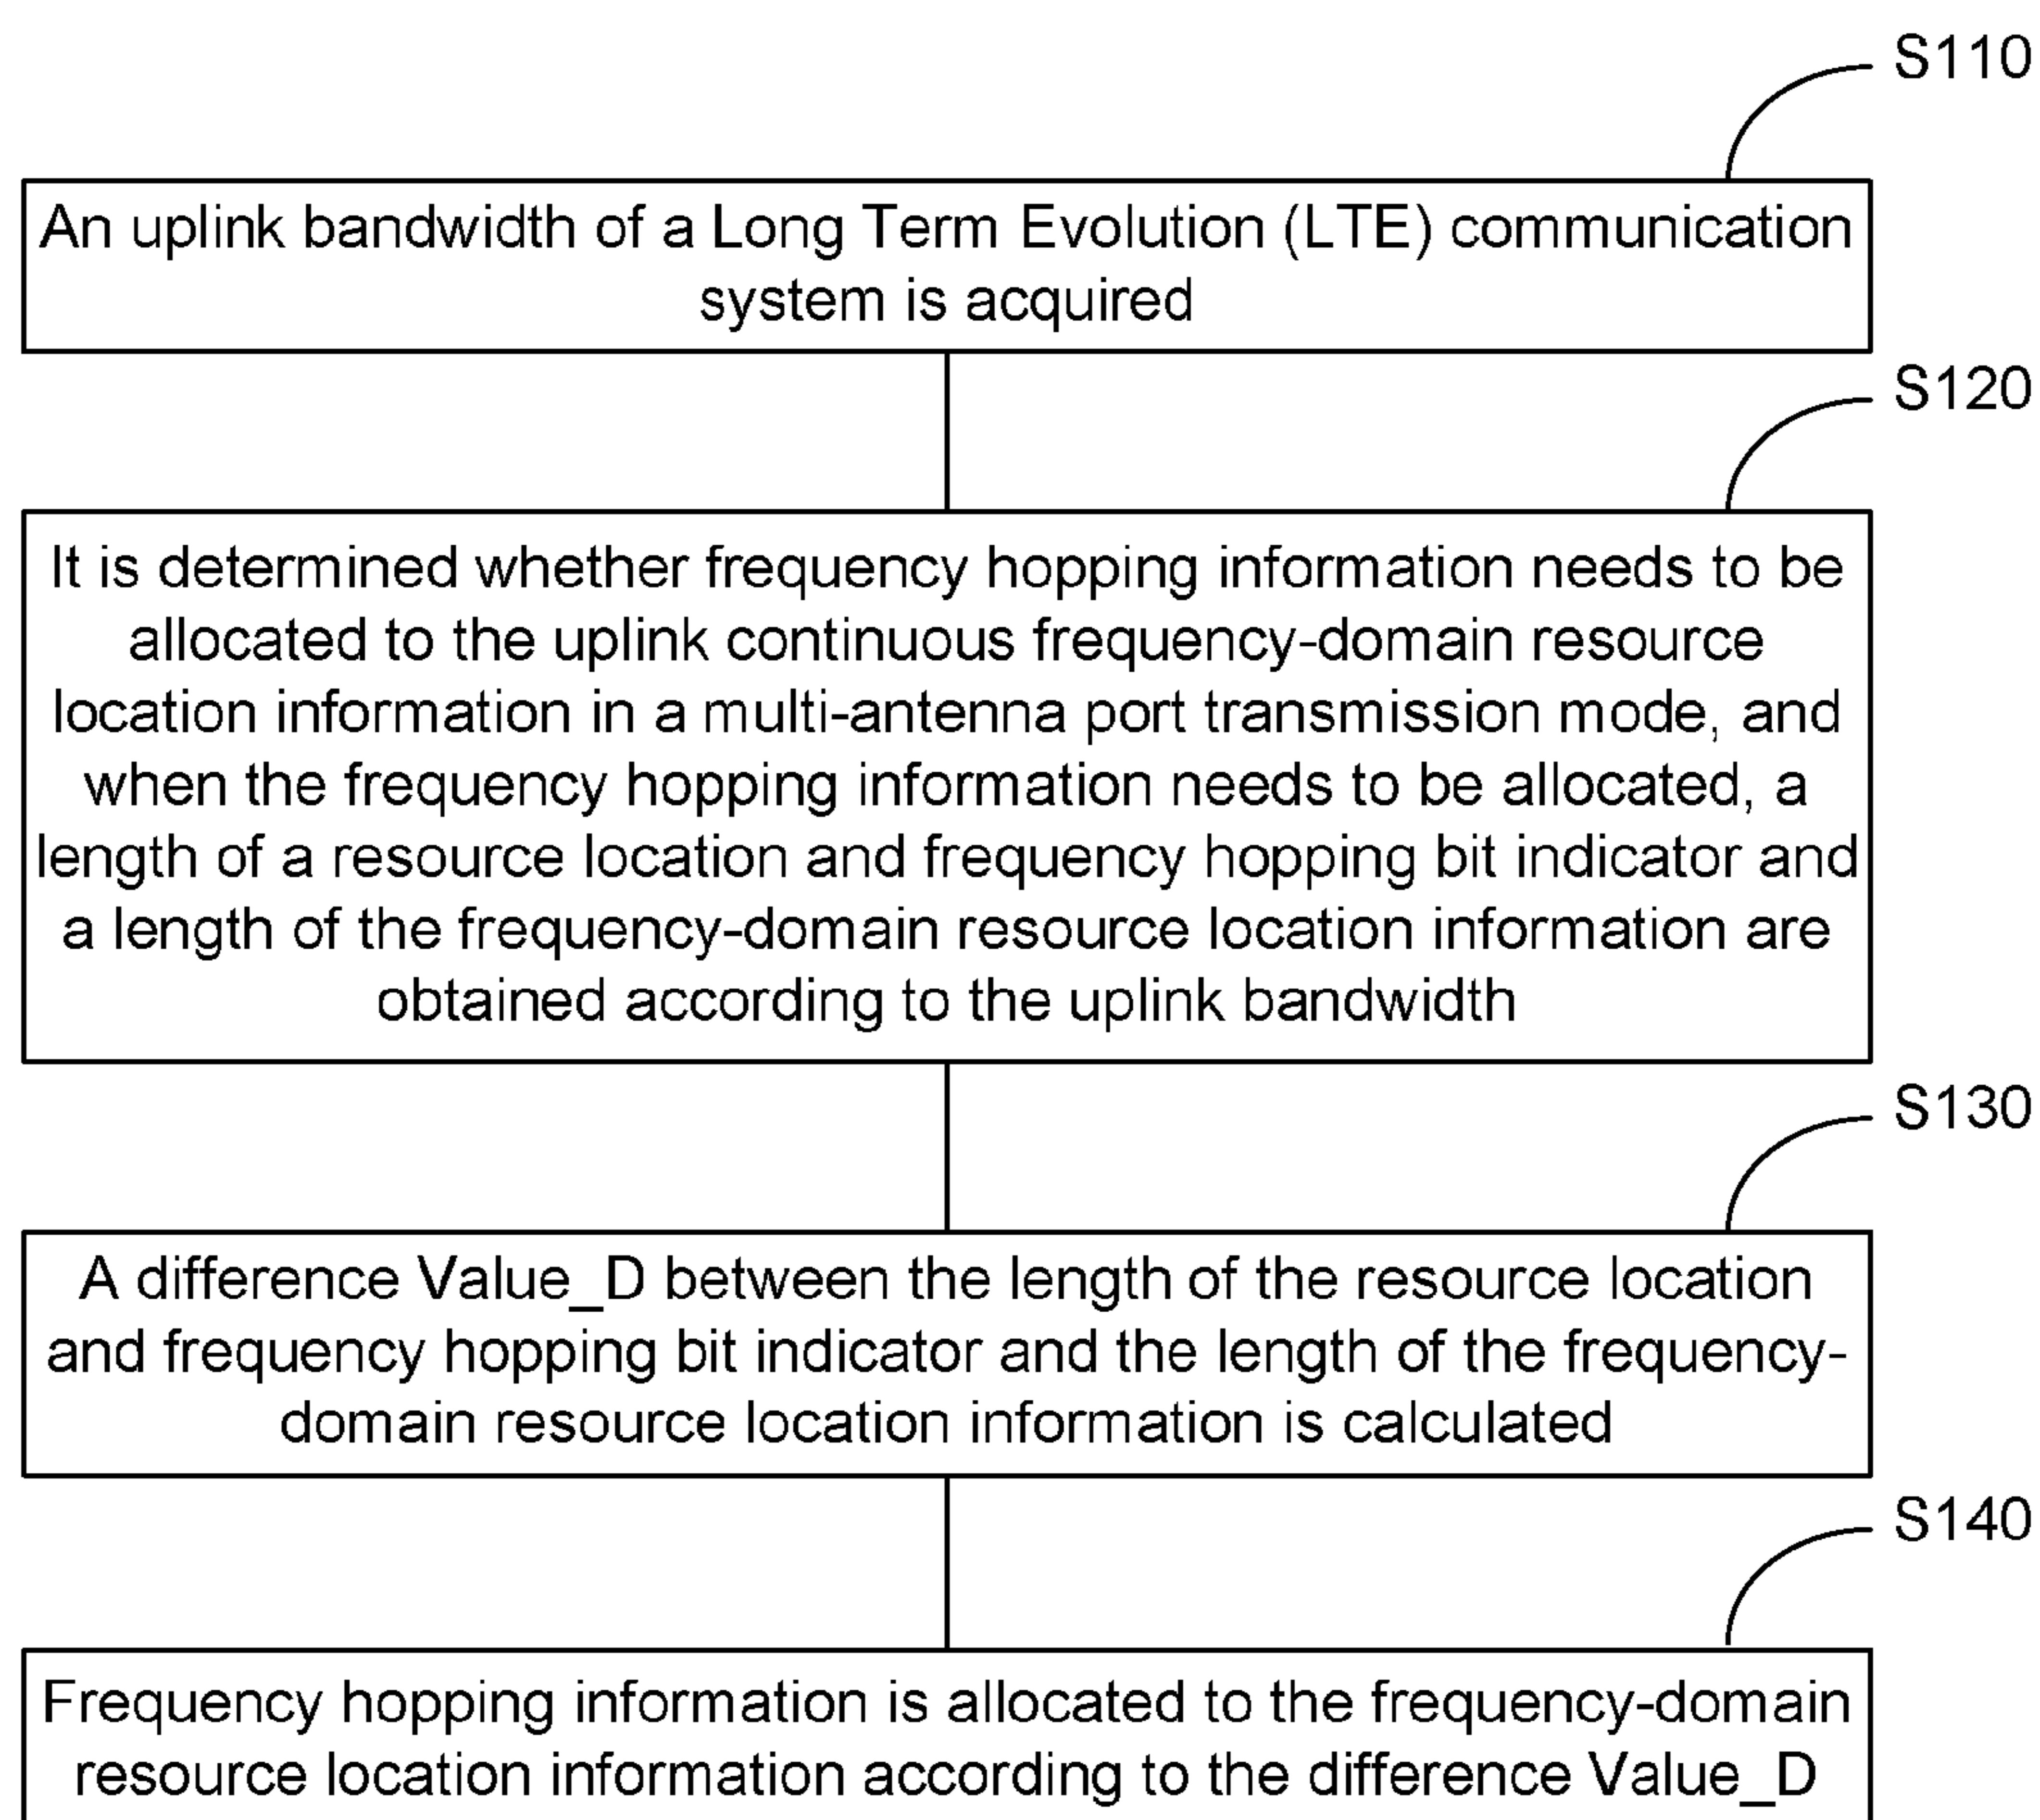 S110
An uplink bandwidth of a Long Term Evolution (LTE) communication
system is acquired
S120
It is determined whether frequency hopping information needs to be
allocated to the uplink continuous frequency-domain resource
location information in a multi-antenna port transmission mode, and
when the frequency hopping information needs to be allocated, a
length of a resource location and frequency hopping bit indicator and
a length of the frequency-domain resource location information are
obtained according to the uplink bandwidth
S130
A difference Value_D between the length of the resource location
and frequency hopping bit indicator and the length of the frequency-
domain resource location information is calculated
S140
Frequency hopping information is allocated to the frequency-domain
resource location information according to the difference Value_D